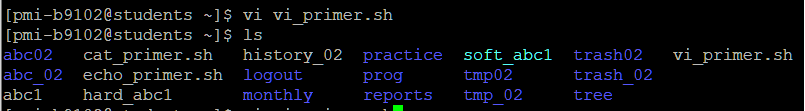 [pmi-b9102@students ~]$ vi vi_primer.sh
[pmi-b9102@students ~]$ ls
abc02 cat_primer.sh history_02 practice soft_abc1 trash02 vi_primer.sh
abc_02 echo_primer.sh logout prog tmp02 trash_02
abc1 hard_abc1 monthly reports tmp_02 tree